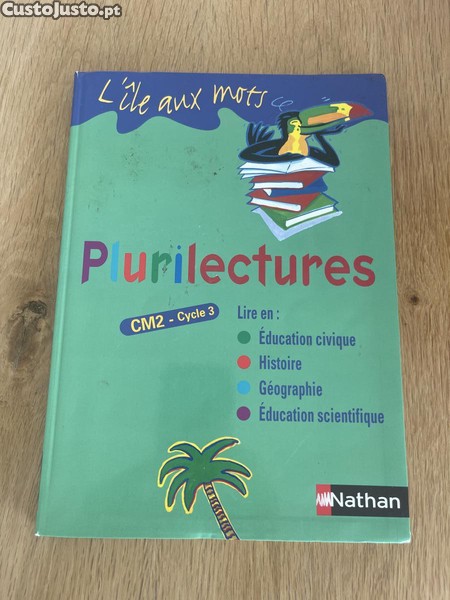 CustoJusto.pt
L'île aux mots
Plurilectures
CM2 - Cycle 3
Lire en :
Éducation civique
Histoire
Géographie
Éducation scientifique
Nathan